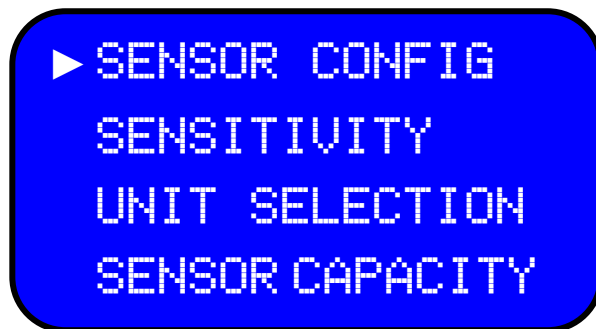 ►SENSOR CONFIG
SENSITIVITY
UNIT SELECTION
SENSOR CAPACITY